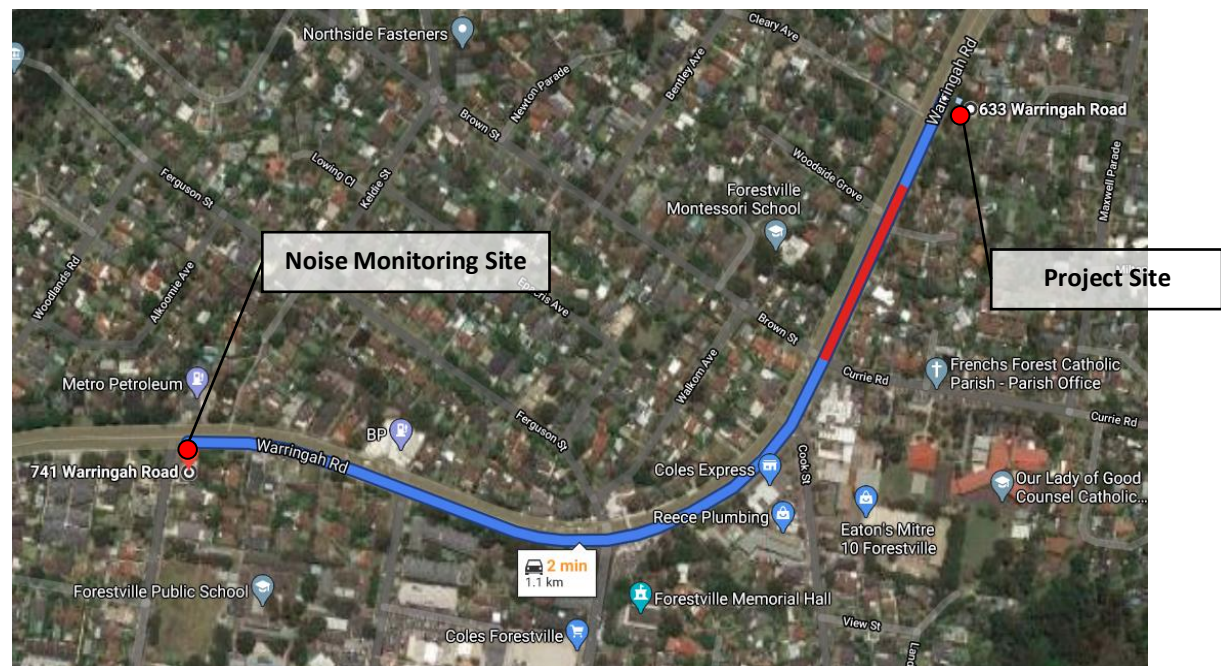 Northside Fasteners
Cleary Ave
Bentley Ave
Newton Parade
Warringah Rd
633 Warringah Road
Brown St
Lowing Cl
Keldie St
Ferguson St
Woodside Grove
Maxwell Parade
Forestville
Montessori School
Noise Monitoring Site
Project Site
Woodlands Rd
Alkoomie Ave
Brown St
Walkom Ave
Metro Petroleum
Frenchs Forest Catholic
Parish - Parish Office
Currie Rd
Currie Rd
Ferguson St
BP
Warringah Rd
741 Warringah Road
Coles Express
Cook St
Our Lady of Good
Counsel Catholic...
Reece Plumbing
Eaton's Mitre
10 Forestville
2 min
1.1 km
Forestville Public School
Forestville Memorial Hall
View St
Coles Forestville